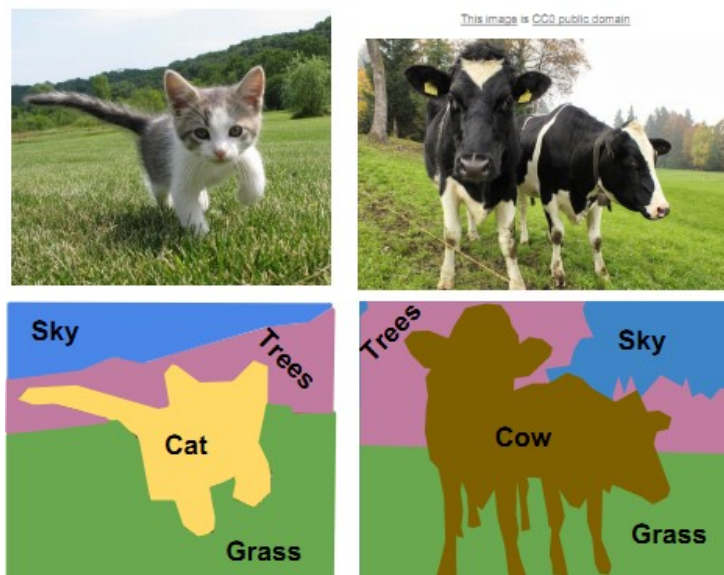 This image is CC0 public domain
Sky
Trees
Cat
Grass
Trees
Sky
Cow
Grass